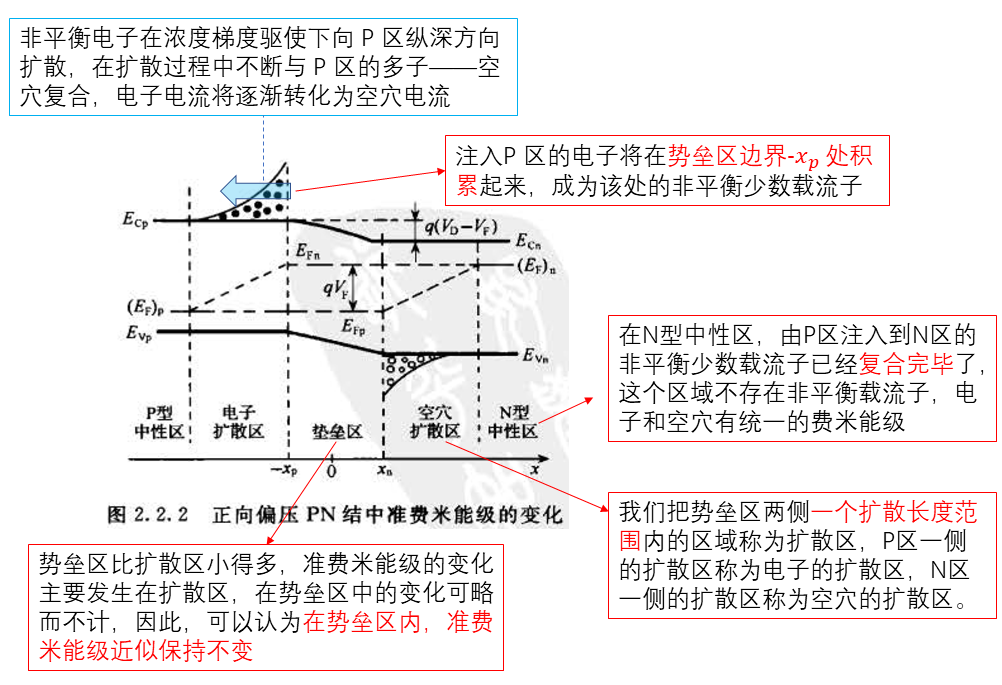 非平衡电子在浓度梯度驱使下向 P 区纵深方向
扩散，在扩散过程中不断与 P 区的多子——空
穴复合，电子电流将逐渐转化为空穴电流
注入P 区的电子将在势垒区边界-xₚ 处积
累起来，成为该处的非平衡少数载流子
E_Cp
q(V_D−V_F)
E_Cn
E_Fn
(E_F)_n
qV_F
(E_F)_p
E_Fp
E_Vp
E_Vn
在N型中性区，由P区注入到N区的
非平衡少数载流子已经复合完毕了，
这个区域不存在非平衡载流子，电
子和空穴有统一的费米能级
P型
中性区
电子
扩散区
势垒区
空穴
扩散区
N型
中性区
−x_p
0
x_n
x
图 2.2.2 正向偏压 PN 结中准费米能级的变化
我们把势垒区两侧一个扩散长度范
围内的区域称为扩散区，P区一侧
的扩散区称为电子的扩散区，N区
一侧的扩散区称为空穴的扩散区。
势垒区比扩散区小得多，准费米能级的变化
主要发生在扩散区，在势垒区中的变化可略
而不计，因此，可以认为在势垒区内，准费
米能级近似保持不变